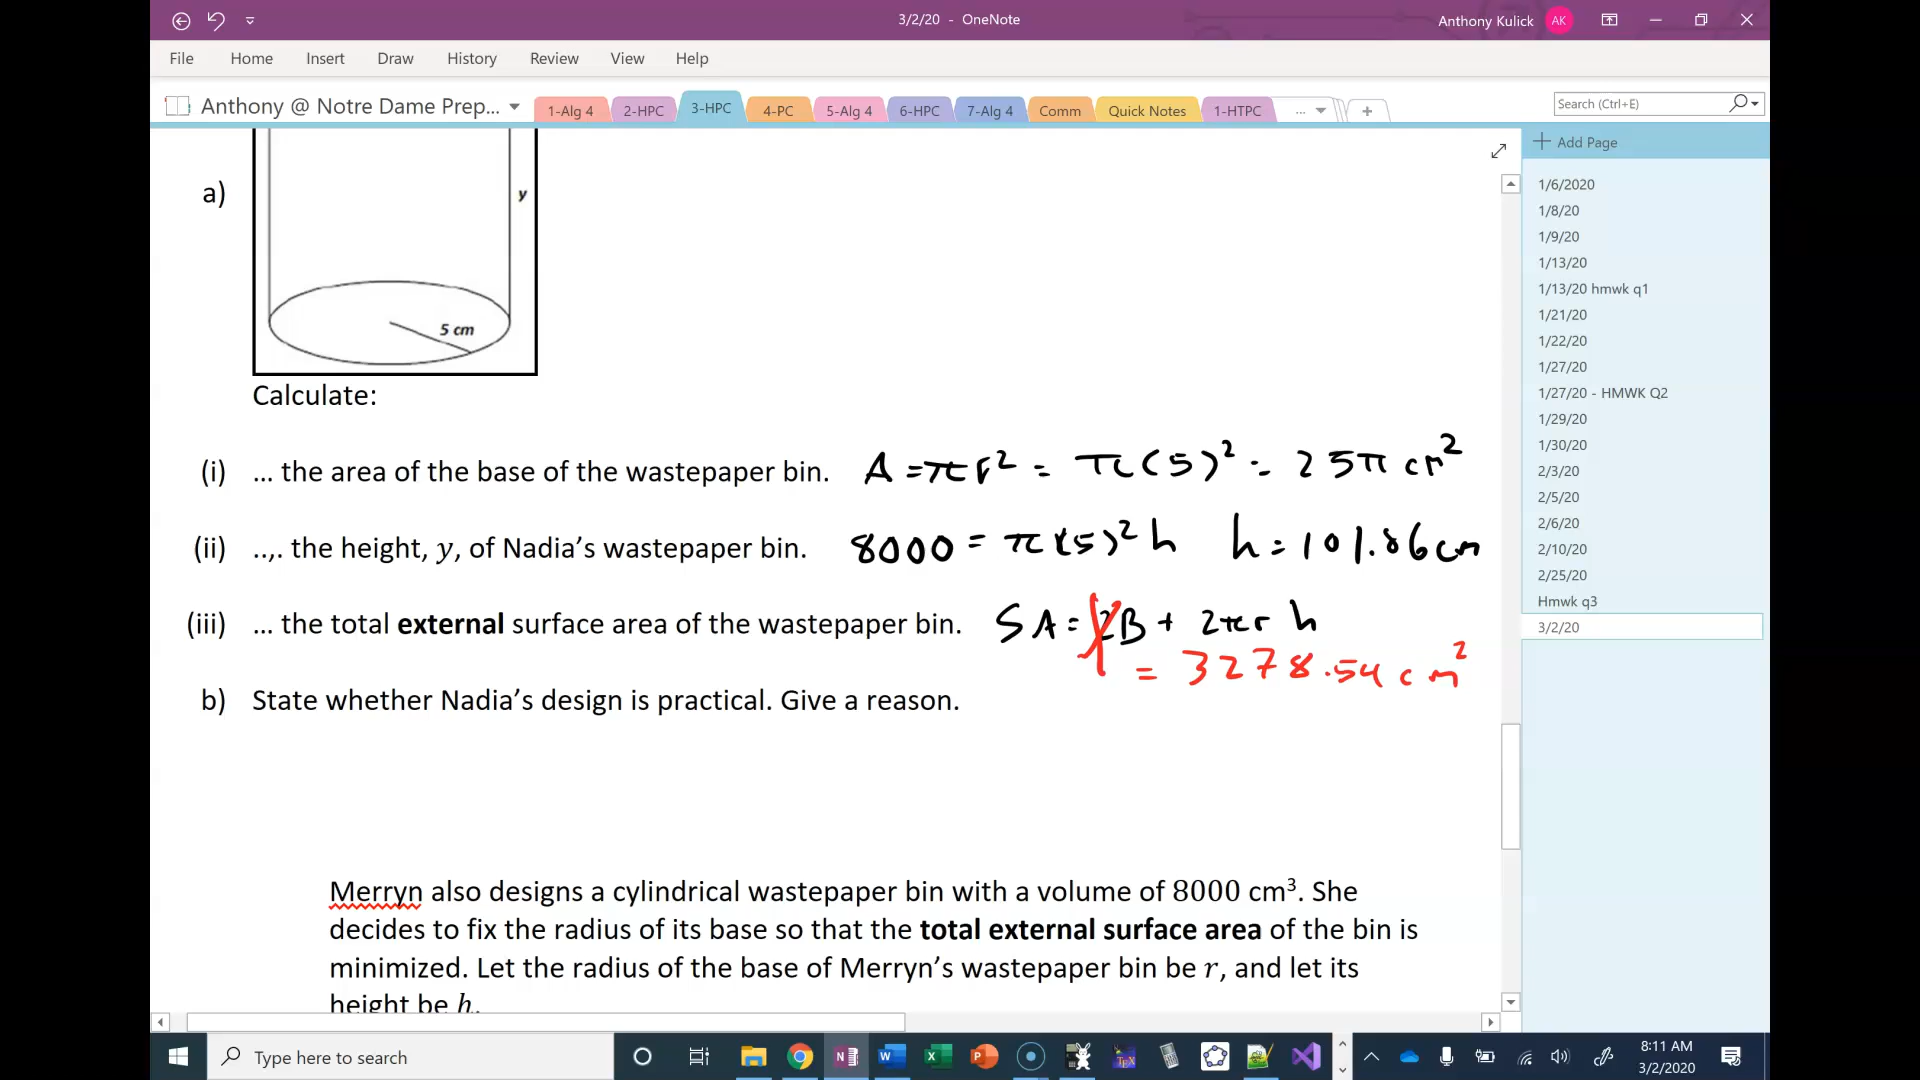 3/2/20 - OneNote
Anthony Kulick AK
File Home Insert Draw History Review View Help
Anthony @ Notre Dame Prep... 1-Alg 4 2-HPC 3-HPC 4-PC 5-Alg 4 6-HPC 7-Alg 4 Comm Quick Notes 1-HTPC ... +
Search (Ctrl+E)
Add Page
1/6/2020
1/8/20
1/9/20
1/13/20
1/13/20 hmwk q1
1/21/20
1/22/20
1/27/20
1/27/20 - HMWK Q2
1/29/20
1/30/20
2/3/20
2/5/20
2/6/20
2/10/20
2/25/20
Hmwk q3
3/2/20
a)
y
5 cm
Calculate:
(i) ... the area of the base of the wastepaper bin. A = πr² = π(5)² = 25π cm²
(ii) ..,. the height, y, of Nadia's wastepaper bin. 8000 = π(5)² h h = 101.86 cm
(iii) ... the total external surface area of the wastepaper bin. SA = 2B + 2πr h
= 3278.54 cm²
b) State whether Nadia's design is practical. Give a reason.
Merryn also designs a cylindrical wastepaper bin with a volume of 8000 cm³. She
decides to fix the radius of its base so that the total external surface area of the bin is
minimized. Let the radius of the base of Merryn's wastepaper bin be r, and let its
height be h.
Type here to search
8:11 AM
3/2/2020